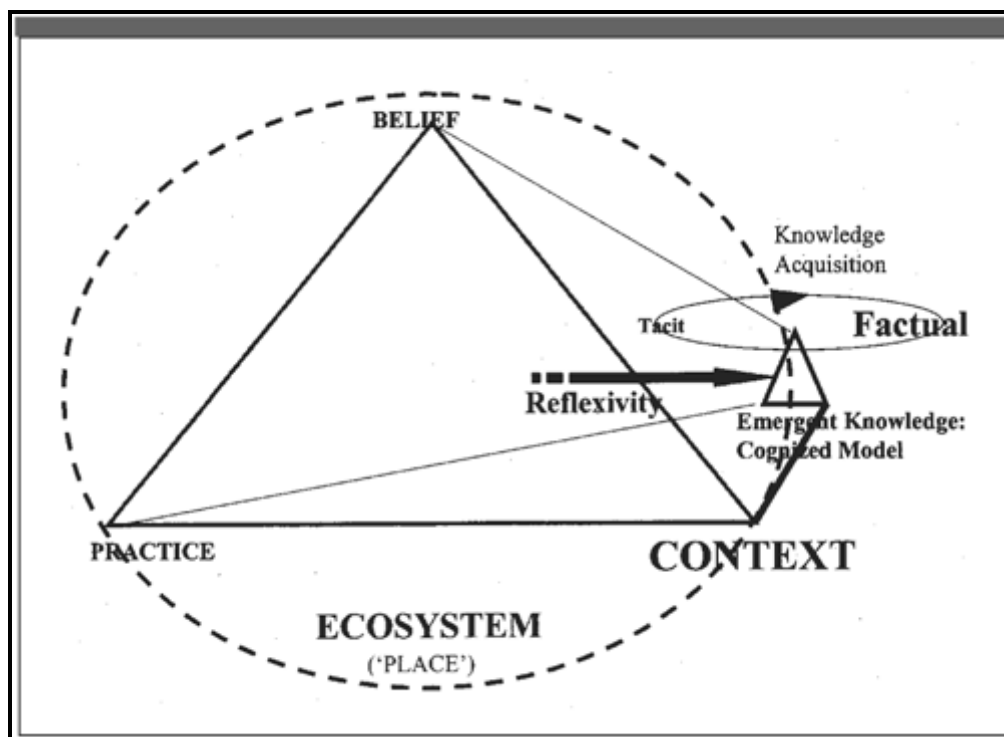 BELIEF
Knowledge
Acquisition
Tacit
Factual
Reflexivity
Emergent Knowledge:
Cognized Model
PRACTICE
CONTEXT
ECOSYSTEM
(‘PLACE’)